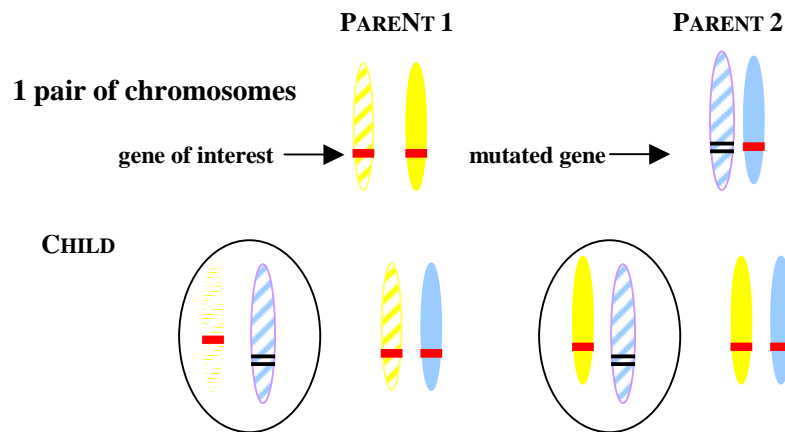 PARENT 1
PARENT 2
1 pair of chromosomes
gene of interest
mutated gene
CHILD